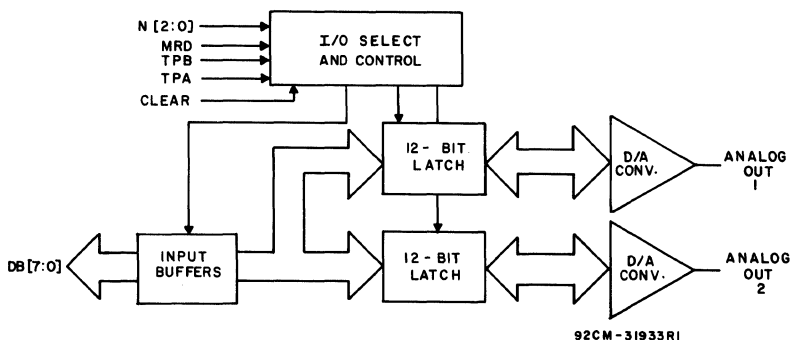 N [2:0]
MRD
TPB
TPA
CLEAR
I/O SELECT
AND CONTROL
12- BIT
LATCH
D/A
CONV.
ANALOG
OUT
1
DB [7:0]
INPUT
BUFFERS
12-BIT
LATCH
D/A
CONV.
ANALOG
OUT
2
92CM-31933R1